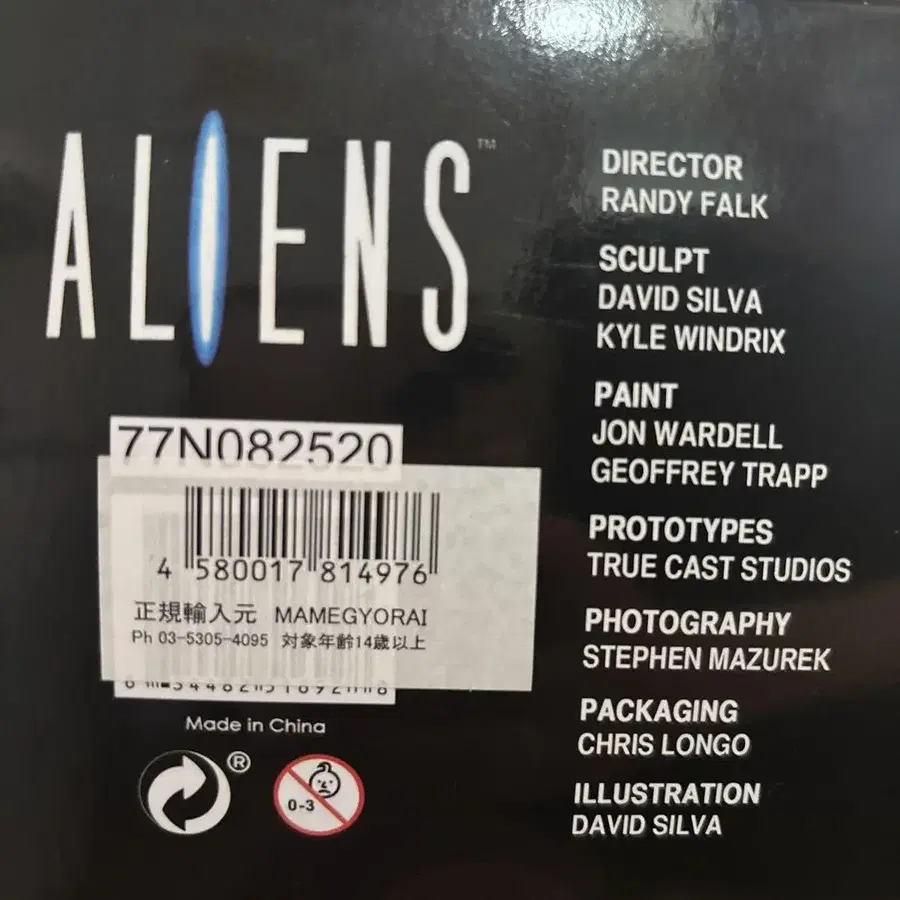 ALIENS™
DIRECTOR
RANDY FALK
SCULPT
DAVID SILVA
KYLE WINDRIX
PAINT
JON WARDELL
GEOFFREY TRAPP
PROTOTYPES
TRUE CAST STUDIOS
PHOTOGRAPHY
STEPHEN MAZUREK
PACKAGING
CHRIS LONGO
ILLUSTRATION
DAVID SILVA
77N082520
4 580017 814976
正規輸入元 MAMEGYORAI
Ph 03-5305-4095 対象年齢14歳以上
Made in China
®
0-3